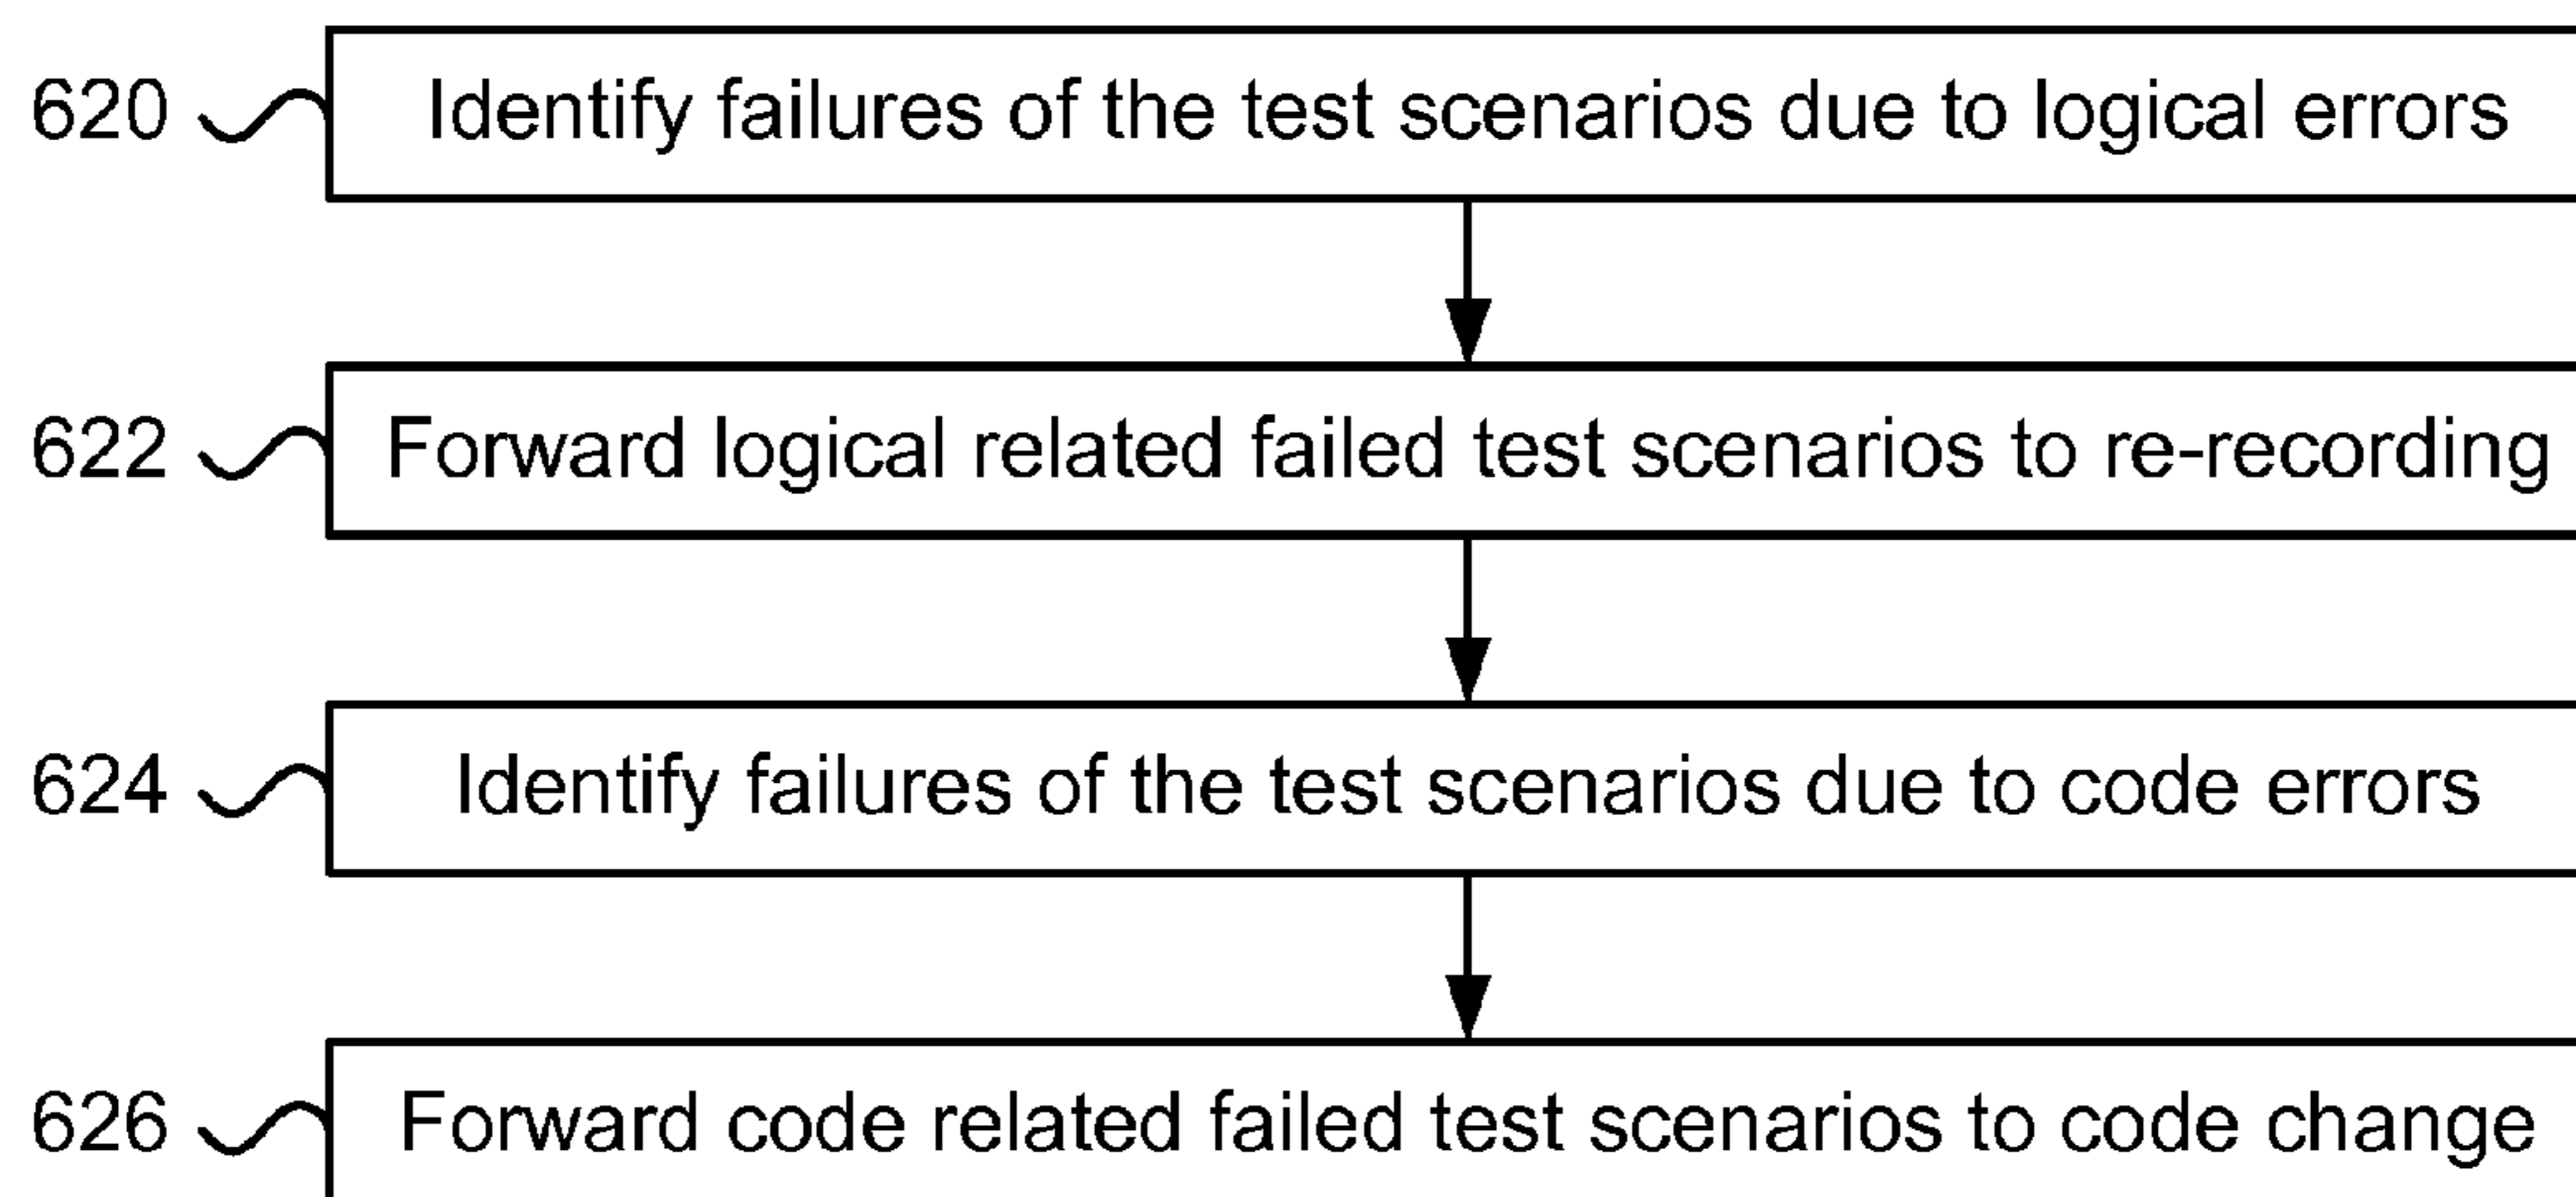 620 Identify failures of the test scenarios due to logical errors
622 Forward logical related failed test scenarios to re-recording
624 Identify failures of the test scenarios due to code errors
626 Forward code related failed test scenarios to code change